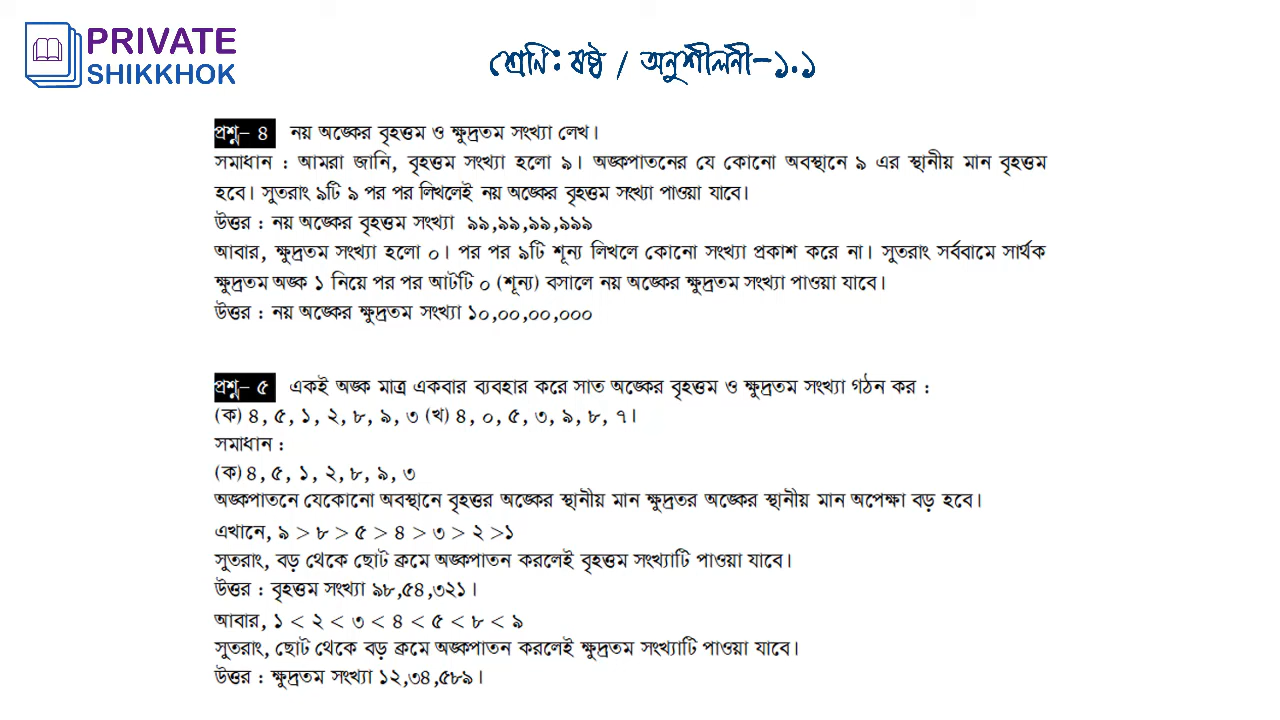 PRIVATE
SHIKKHOK
শ্রেণি: ষষ্ঠ / অনুশীলনী-১.১
প্রশ্ন- ৪ নয় অঙ্কের বৃহত্তম ও ক্ষুদ্রতম সংখ্যা লেখ।
সমাধান : আমরা জানি, বৃহত্তম সংখ্যা হলো ৯। অঙ্কপাতনের যে কোনো অবস্থানে ৯ এর স্থানীয় মান বৃহত্তম
হবে। সুতরাং ৯টি ৯ পর পর লিখলেই নয় অঙ্কের বৃহত্তম সংখ্যা পাওয়া যাবে।
উত্তর : নয় অঙ্কের বৃহত্তম সংখ্যা ৯৯,৯৯,৯৯,৯৯৯
আবার, ক্ষুদ্রতম সংখ্যা হলো ০। পর পর ৯টি শূন্য লিখলে কোনো সংখ্যা প্রকাশ করে না। সুতরাং সর্ববামে সার্থক
ক্ষুদ্রতম অঙ্ক ১ নিয়ে পর পর আটটি ০ (শূন্য) বসালে নয় অঙ্কের ক্ষুদ্রতম সংখ্যা পাওয়া যাবে।
উত্তর : নয় অঙ্কের ক্ষুদ্রতম সংখ্যা ১০,০০,০০,০০০
প্রশ্ন- ৫ একই অঙ্ক মাত্র একবার ব্যবহার করে সাত অঙ্কের বৃহত্তম ও ক্ষুদ্রতম সংখ্যা গঠন কর :
(ক) ৪, ৫, ১, ২, ৮, ৯, ৩ (খ) ৪, ০, ৫, ৩, ৯, ৮, ৭।
সমাধান :
(ক) ৪, ৫, ১, ২, ৮, ৯, ৩
অঙ্কপাতনে যেকোনো অবস্থানে বৃহত্তর অঙ্কের স্থানীয় মান ক্ষুদ্রতর অঙ্কের স্থানীয় মান অপেক্ষা বড় হবে।
এখানে, ৯ > ৮ > ৫ > ৪ > ৩ > ২ >১
সুতরাং, বড় থেকে ছোট ক্রমে অঙ্কপাতন করলেই বৃহত্তম সংখ্যাটি পাওয়া যাবে।
উত্তর : বৃহত্তম সংখ্যা ৯৮,৫৪,৩২১।
আবার, ১ < ২ < ৩ < ৪ < ৫ < ৮ < ৯
সুতরাং, ছোট থেকে বড় ক্রমে অঙ্কপাতন করলেই ক্ষুদ্রতম সংখ্যাটি পাওয়া যাবে।
উত্তর : ক্ষুদ্রতম সংখ্যা ১২,৩৪,৫৮৯।